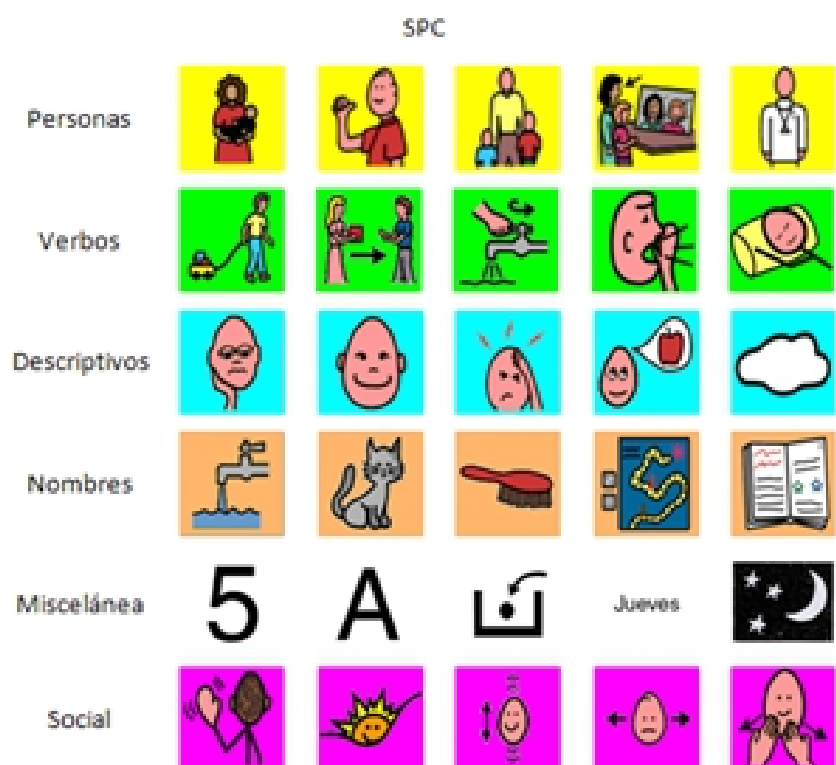 SPC
Personas
Verbos
Descriptivos
Nombres
Miscelánea
5
A
Jueves
Social